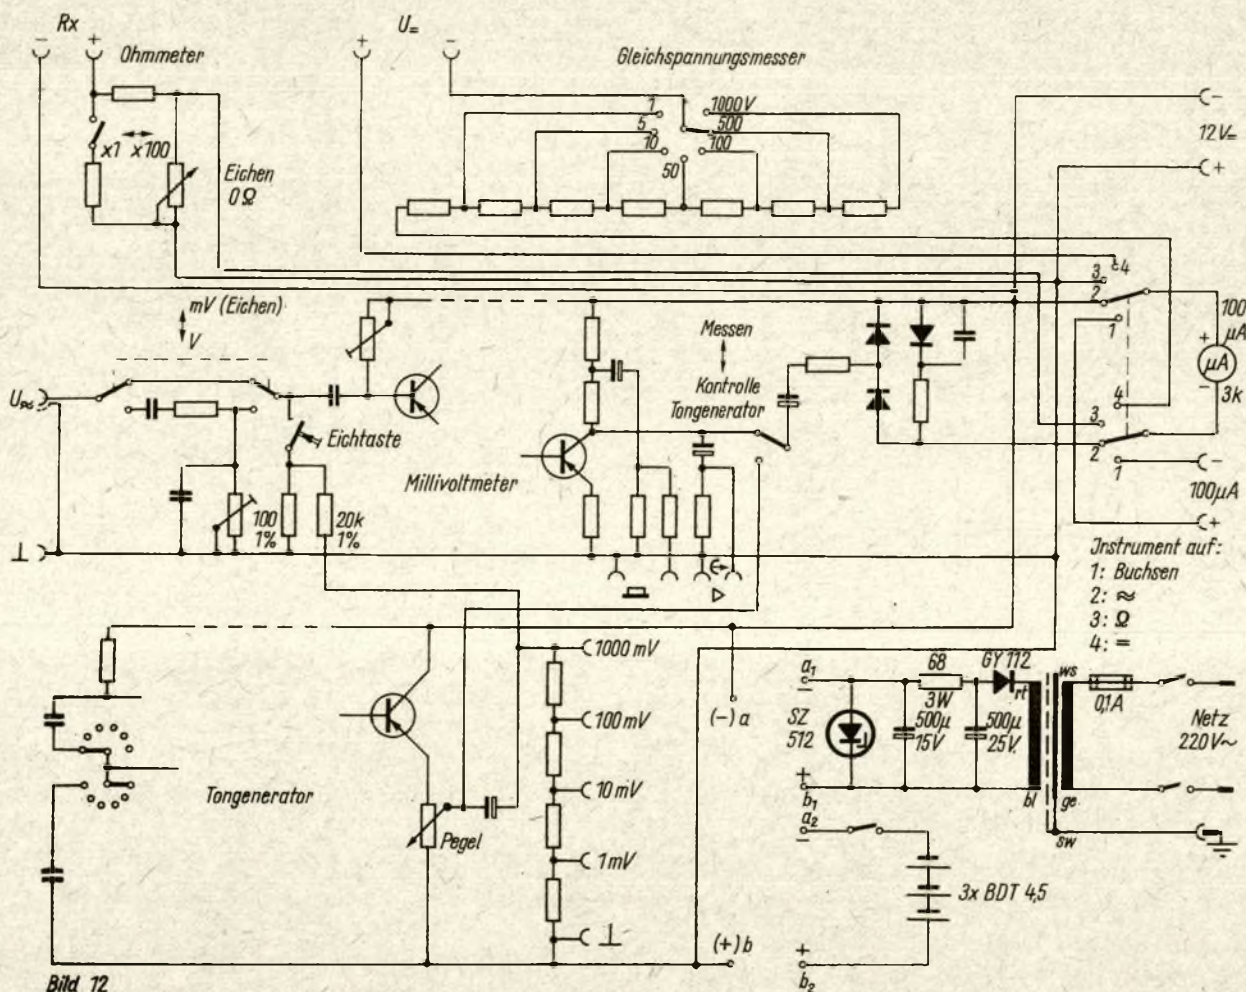 Rx
− +
Ohmmeter
x1 x100
Eichen
0Ω
U=
+ −
Gleichspannungsmesser
1
5
10
50
100
500
1000V
−
12V=
+
mV (Eichen)
V
U≂
Eichtaste
100
1%
20k
1%
Millivoltmeter
Messen
Kontrolle
Tongenerator
3 4
2
1
100
µA
+
µA
−
3k
4
3
2
1
−
100µA
+
⊥
Jnstrument auf:
1: Buchsen
2: ≈
3: Ω
4: =
1000 mV
100 mV
10 mV
1 mV
⊥
Tongenerator
Pegel
(−) a
(+) b
a₁
−
SZ
512
+
b₁
a₂
−
+
b₂
500µ
15V
68
3W
500µ
25V
GY 112
rt
bl
ws
ge
sw
0,1A
Netz
220V~
3x BDT 4,5
Bild 12